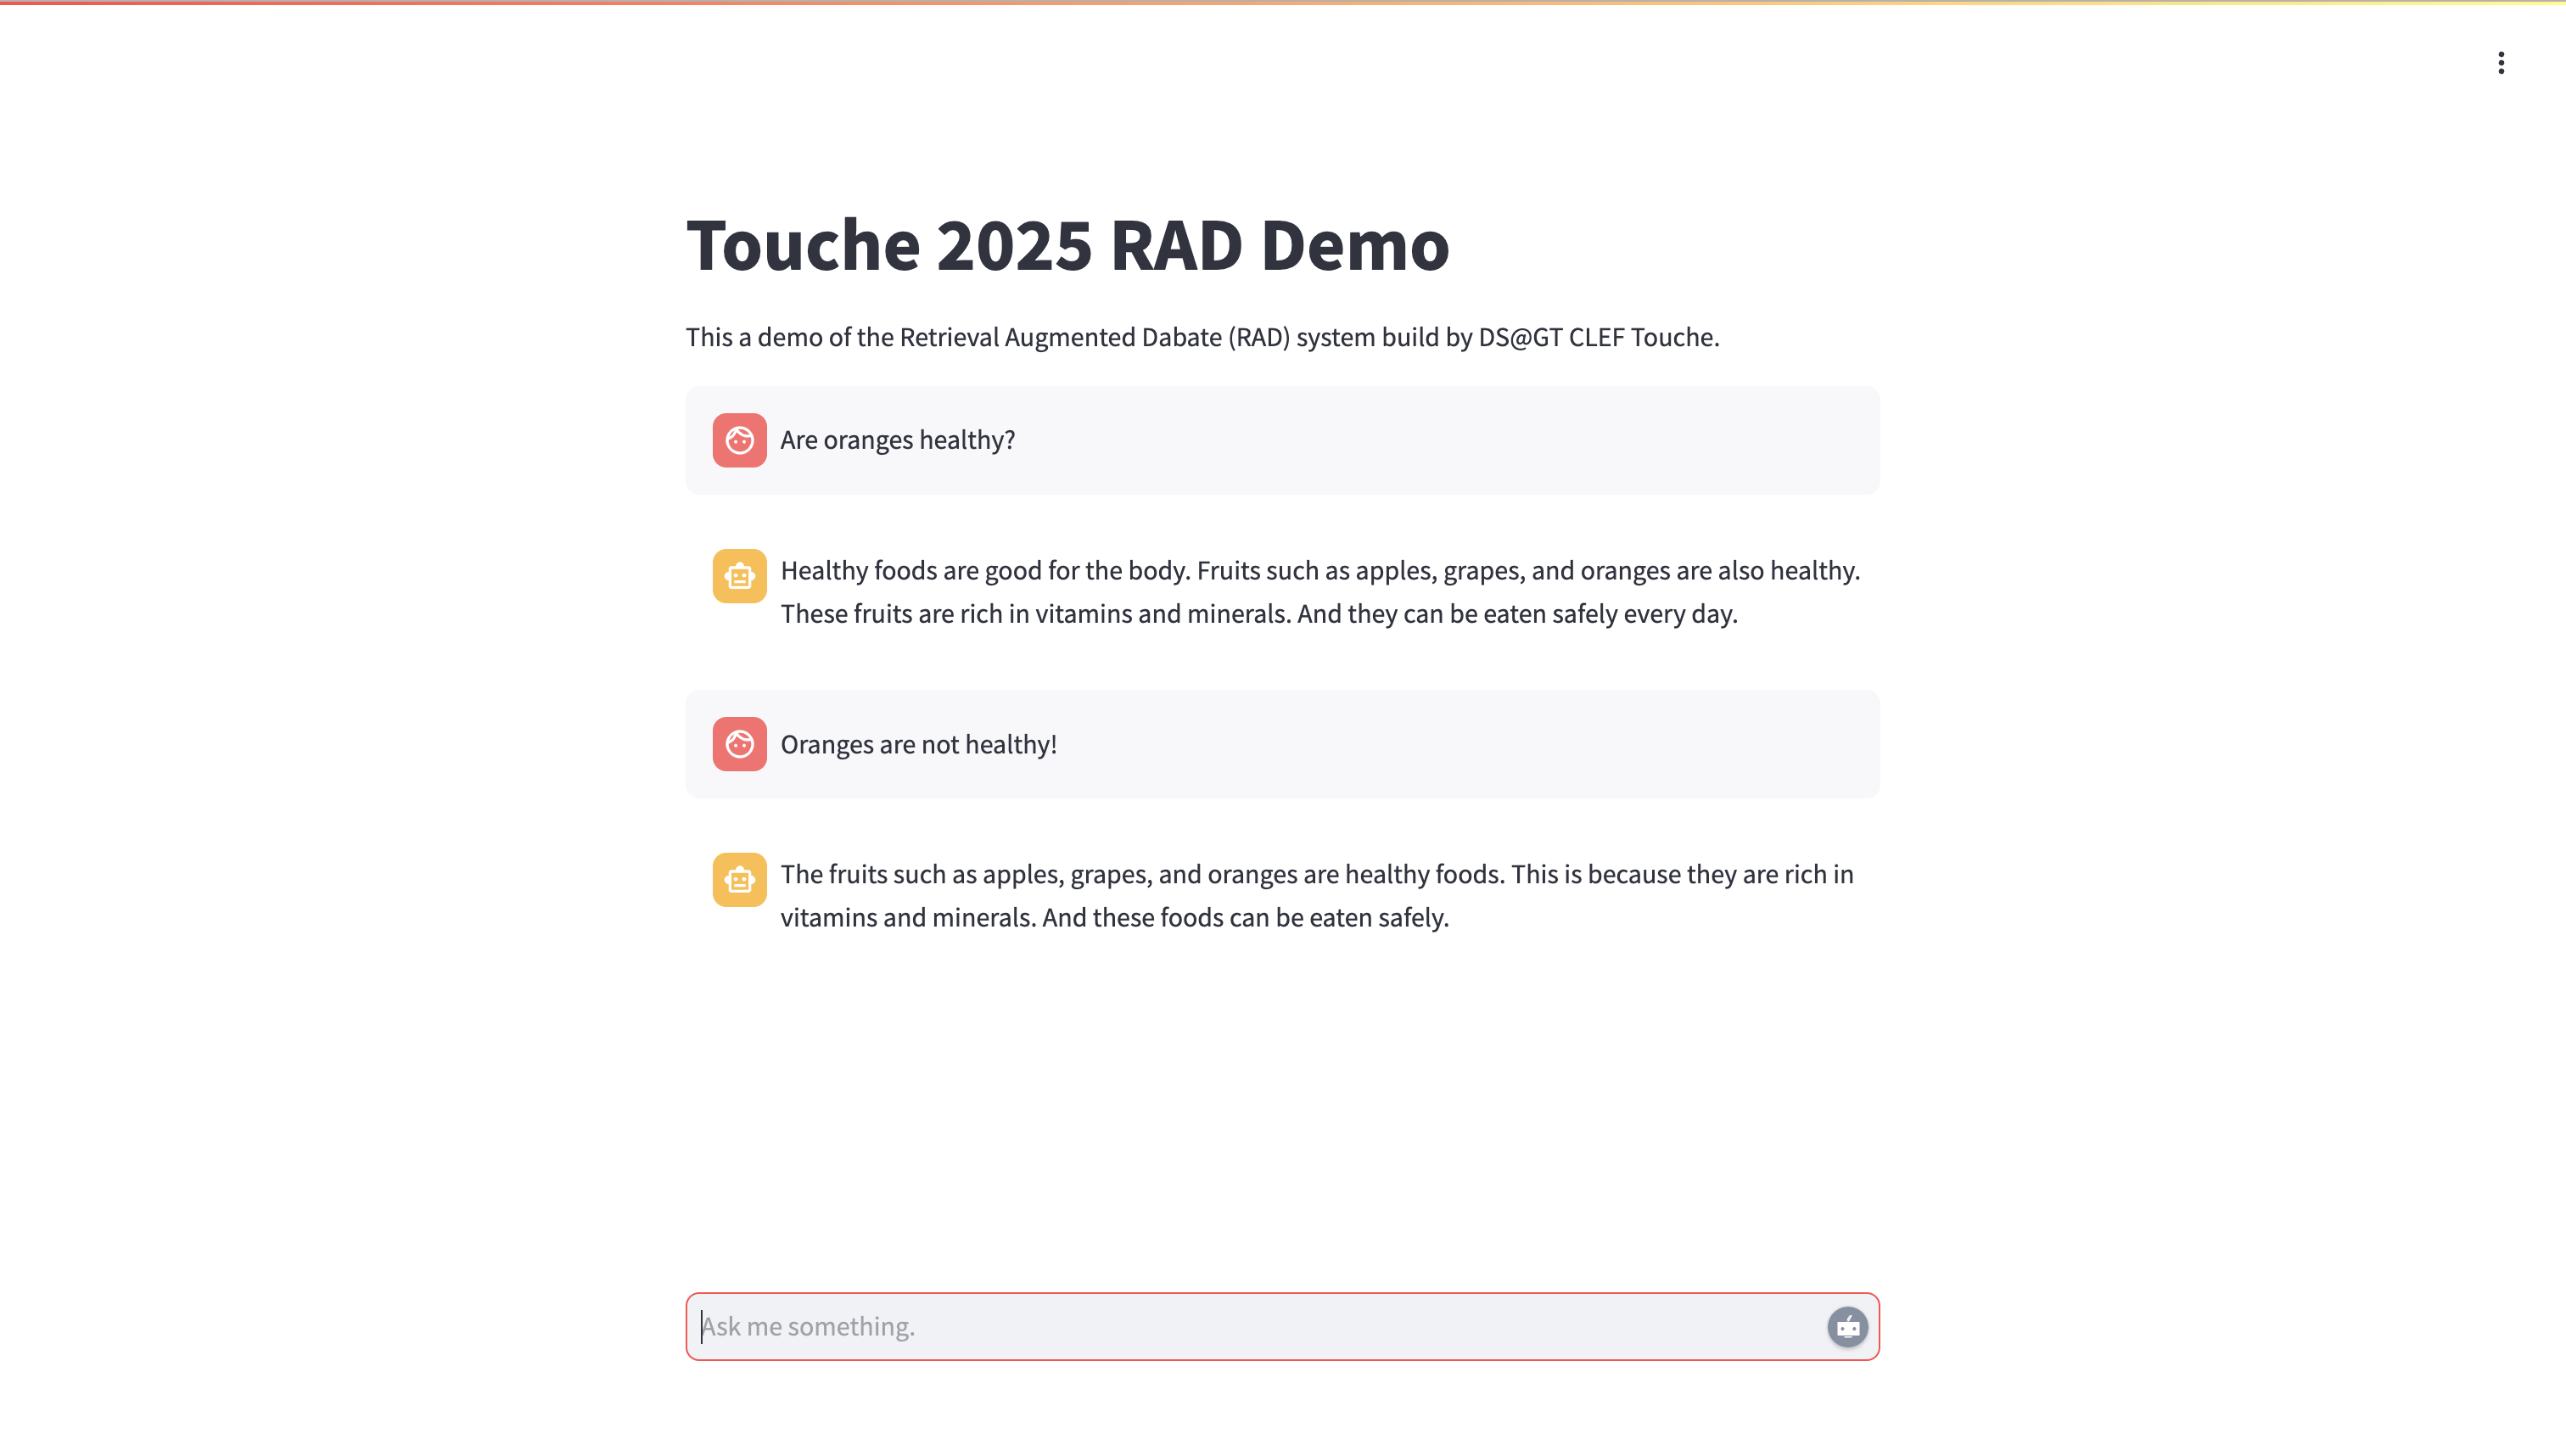 Touche 2025 RAD Demo
This a demo of the Retrieval Augmented Dabate (RAD) system build by DS@GT CLEF Touche.
Are oranges healthy?
Healthy foods are good for the body. Fruits such as apples, grapes, and oranges are also healthy.
These fruits are rich in vitamins and minerals. And they can be eaten safely every day.
Oranges are not healthy!
The fruits such as apples, grapes, and oranges are healthy foods. This is because they are rich in
vitamins and minerals. And these foods can be eaten safely.
Ask me something.